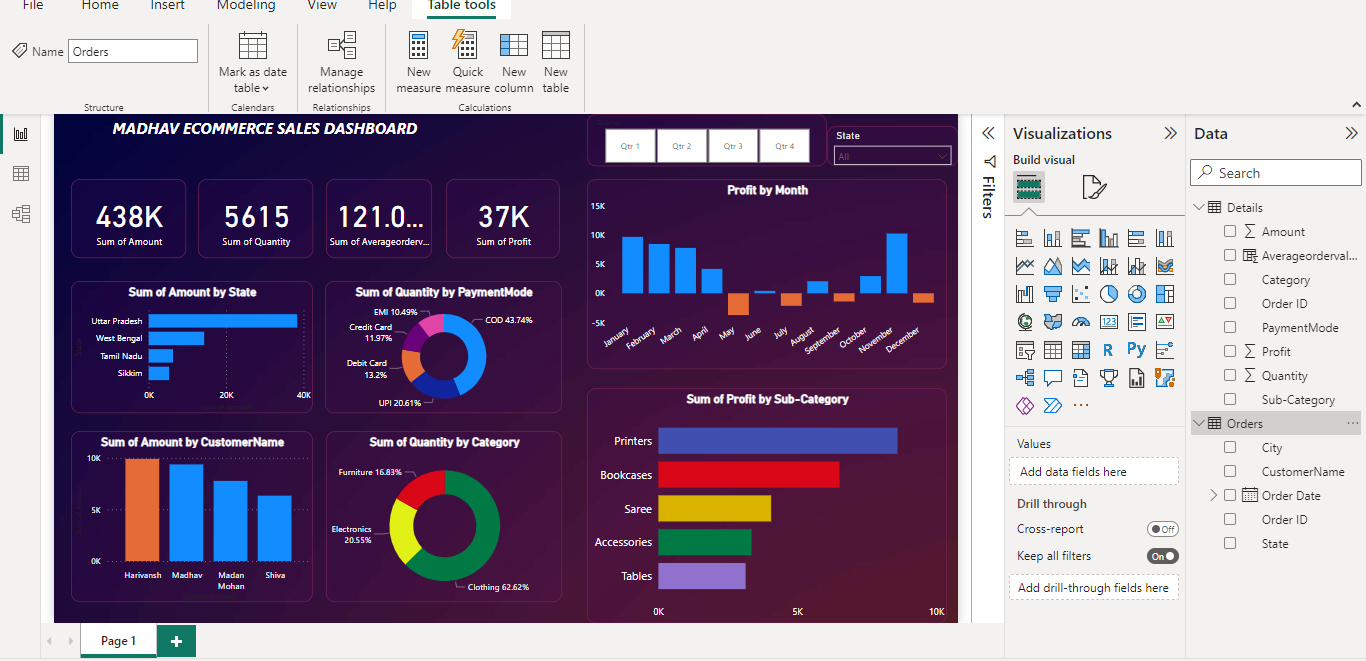 File Home Insert Modeling View Help Table tools
Name Orders
Mark as date
table
Manage
relationships
New
measure
Quick
measure
New
column
New
table
Structure Calendars Relationships Calculations
MADHAV ECOMMERCE SALES DASHBOARD
Qtr 1 Qtr 2 Qtr 3 Qtr 4
State
All
438K
Sum of Amount
5615
Sum of Quantity
121.0...
Sum of Averageorderv...
37K
Sum of Profit
Profit by Month
15K
10K
5K
0K
-5K
January February March April May June July August September October November December
Sum of Amount by State
Uttar Pradesh
West Bengal
Tamil Nadu
Sikkim
0K 20K 40K
Sum of Quantity by PaymentMode
EMI 10.49%
COD 43.74%
Credit Card
11.97%
Debit Card
13.2%
UPI 20.61%
Sum of Amount by CustomerName
10K
5K
0K
Harivansh Madhav Madan
Mohan
Shiva
Sum of Quantity by Category
Furniture 16.83%
Electronics
20.55%
Clothing 62.62%
Sum of Profit by Sub-Category
Printers
Bookcases
Saree
Accessories
Tables
0K 5K 10K
Page 1
Filters
Visualizations
Build visual
123
R
Py
Values
Add data fields here
Drill through
Cross-report Off
Keep all filters On
Add drill-through fields here
Data
Search
Details
Amount
Averageorderval...
Category
Order ID
PaymentMode
Profit
Quantity
Sub-Category
Orders
City
CustomerName
Order Date
Order ID
State